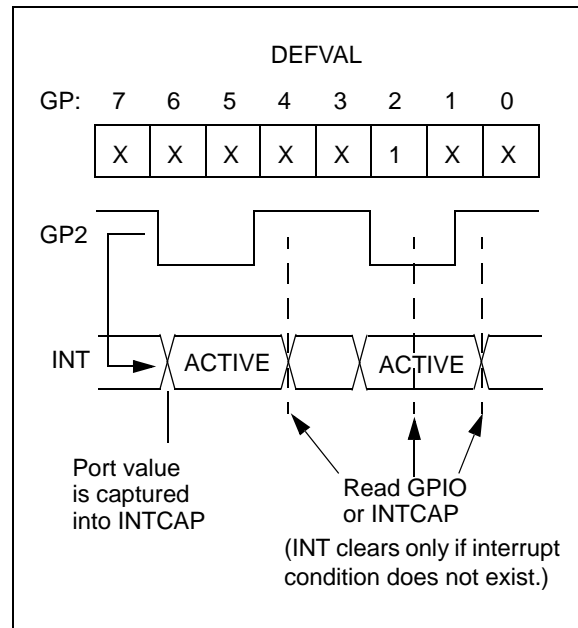 DEFVAL
GP: 7 6 5 4 3 2 1 0
X X X X X 1 X X
GP2
INT ACTIVE ACTIVE
Port value
is captured
into INTCAP
Read GPIO
or INTCAP
(INT clears only if interrupt
condition does not exist.)